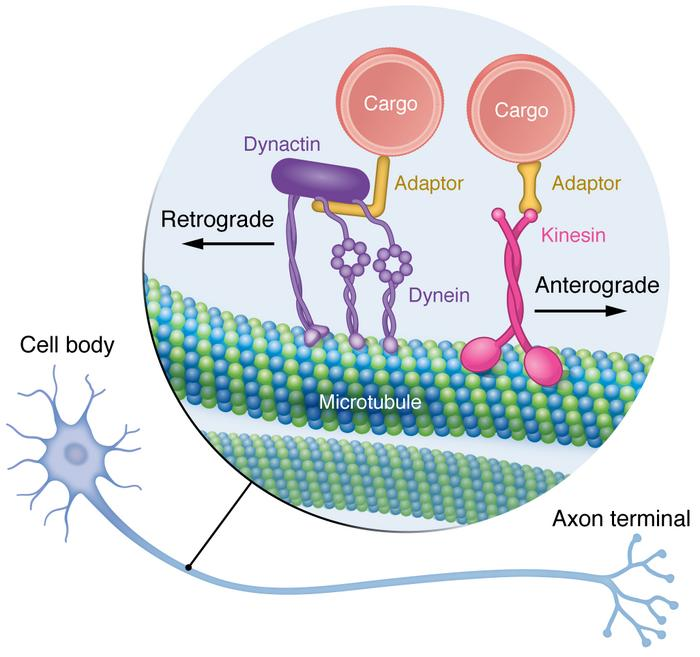 Cargo
Cargo
Dynactin
Adaptor
Adaptor
Retrograde
Kinesin
Anterograde
Dynein
Cell body
Microtubule
Axon terminal